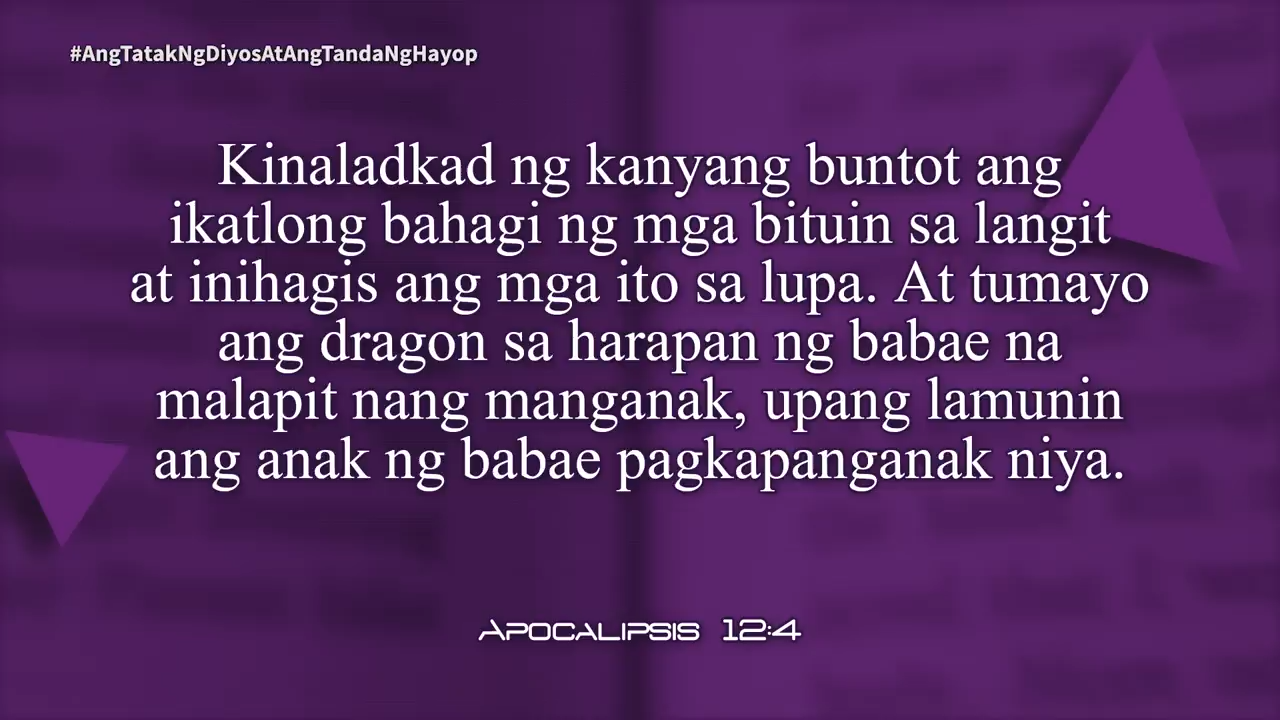 #AngTatakNgDiyosAtAngTandaNgHayop
Kinaladkad ng kanyang buntot ang
ikatlong bahagi ng mga bituin sa langit
at inihagis ang mga ito sa lupa. At tumayo
ang dragon sa harapan ng babae na
malapit nang manganak, upang lamunin
ang anak ng babae pagkapanganak niya.
Apocalipsis 12:4